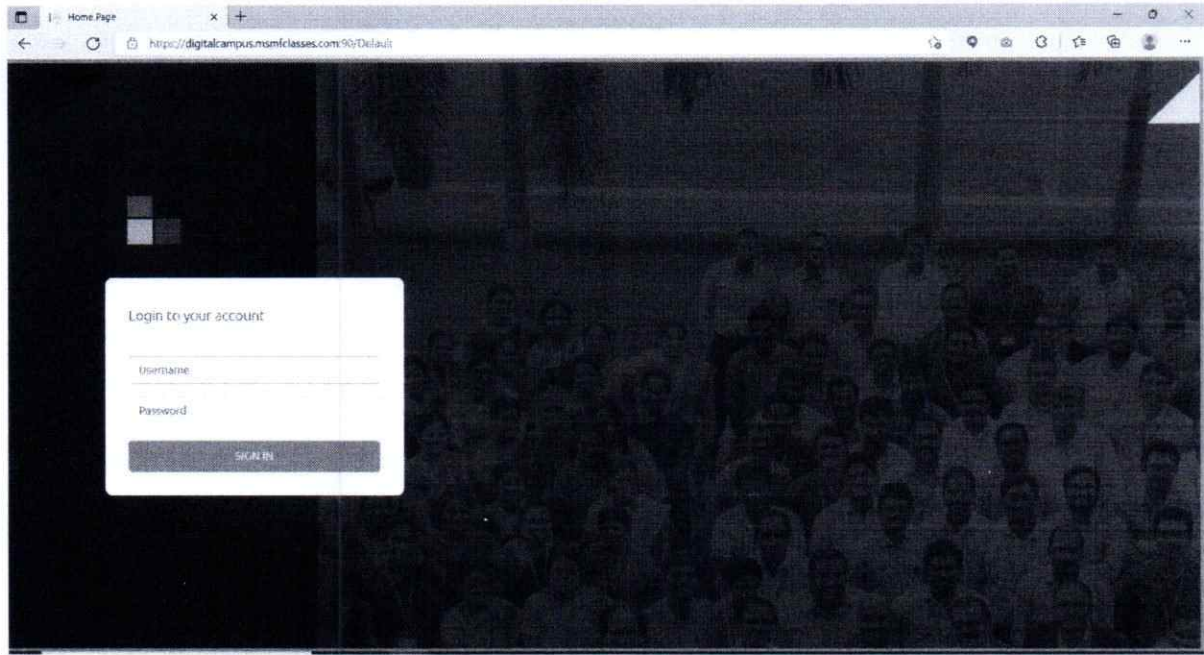 Home Page
https://digitalcampus.msmfclasses.com:90/Default
Login to your account
Username
Password
SIGN IN